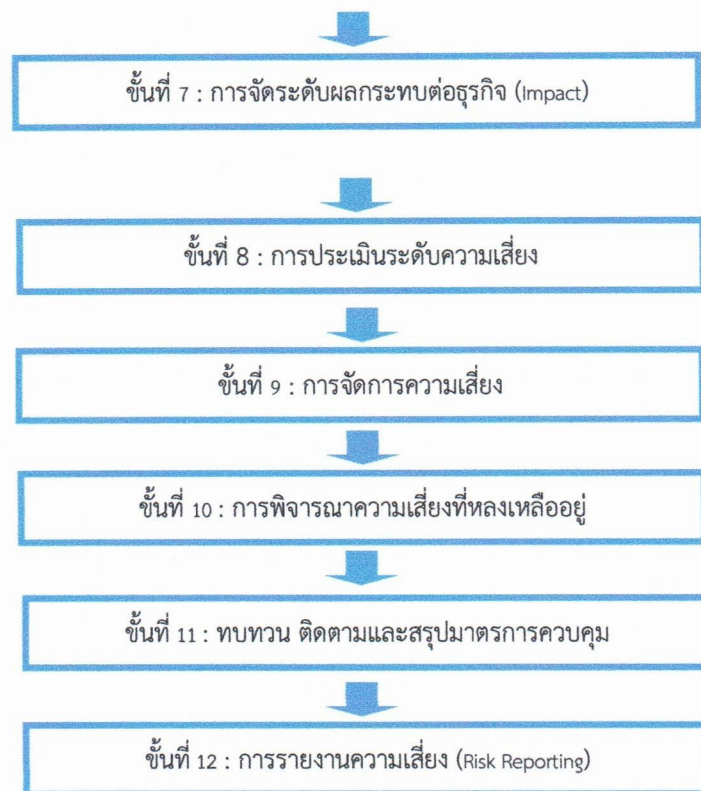 ขั้นที่ 7 : การจัดระดับผลกระทบต่อธุรกิจ (Impact)
ขั้นที่ 8 : การประเมินระดับความเสี่ยง
ขั้นที่ 9 : การจัดการความเสี่ยง
ขั้นที่ 10 : การพิจารณาความเสี่ยงที่หลงเหลืออยู่
ขั้นที่ 11 : ทบทวน ติดตามและสรุปมาตรการควบคุม
ขั้นที่ 12 : การรายงานความเสี่ยง (Risk Reporting)